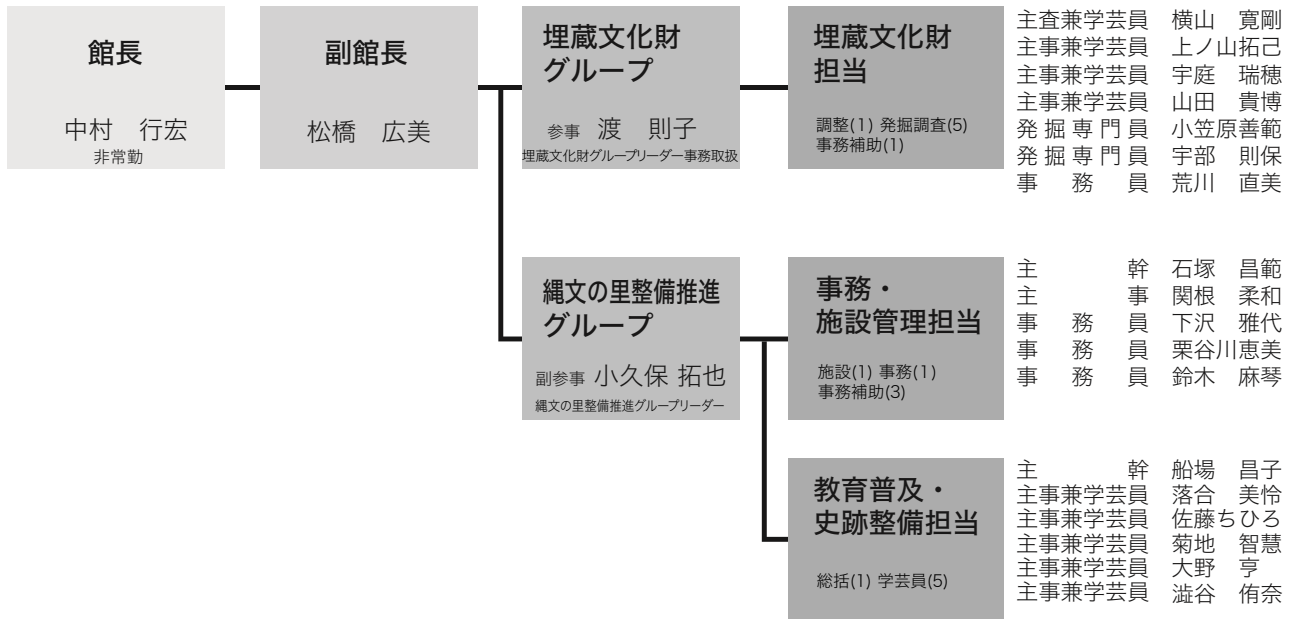 館長
中村　行宏
非常勤
副館長
松橋　広美
埋蔵文化財
グループ
参事 渡　則子
埋蔵文化財グループリーダー事務取扱
埋蔵文化財
担当
調整(1) 発掘調査(5)
事務補助(1)
主査兼学芸員　横山　寛剛
主事兼学芸員　上ノ山拓己
主事兼学芸員　宇庭　瑞穂
主事兼学芸員　山田　貴博
発掘専門員　小笠原善範
発掘専門員　宇部　則保
事務員　荒川　直美
縄文の里整備推進
グループ
副参事 小久保 拓也
縄文の里整備推進グループリーダー
事務・
施設管理担当
施設(1) 事務(1)
事務補助(3)
主幹　石塚　昌範
主事　関根　柔和
事務員　下沢　雅代
事務員　栗谷川恵美
事務員　鈴木　麻琴
教育普及・
史跡整備担当
総括(1) 学芸員(5)
主幹　船場　昌子
主事兼学芸員　落合　美怜
主事兼学芸員　佐藤ちひろ
主事兼学芸員　菊地　智慧
主事兼学芸員　大野　亨
主事兼学芸員　澁谷　侑奈